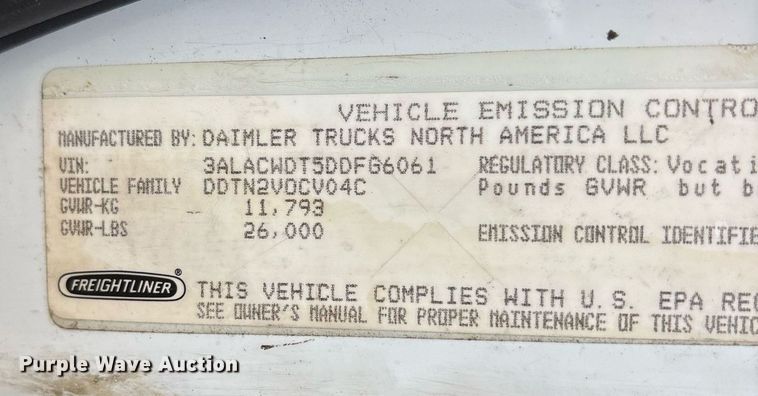 VEHICLE EMISSION CONTRO
MANUFACTURED BY: DAIMLER TRUCKS NORTH AMERICA LLC
VIN: 3ALACWDT5DDFG6061 REGULATORY CLASS: Vocati
VEHICLE FAMILY DDTN2VOCV04C Pounds GVWR but b
GVWR-KG 11,793
GVWR-LBS 26,000 EMISSION CONTROL IDENTIFIE
FREIGHTLINER®
THIS VEHICLE COMPLIES WITH U.S. EPA REG
SEE OWNER'S MANUAL FOR PROPER MAINTENANCE OF THIS VEHIC
Purple Wave Auction